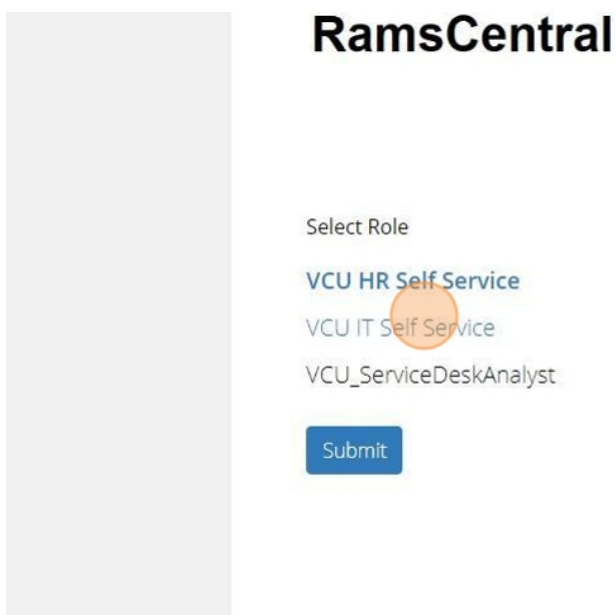 RamsCentral
Select Role
VCU HR Self Service
VCU IT Self Service
VCU_ServiceDeskAnalyst
Submit